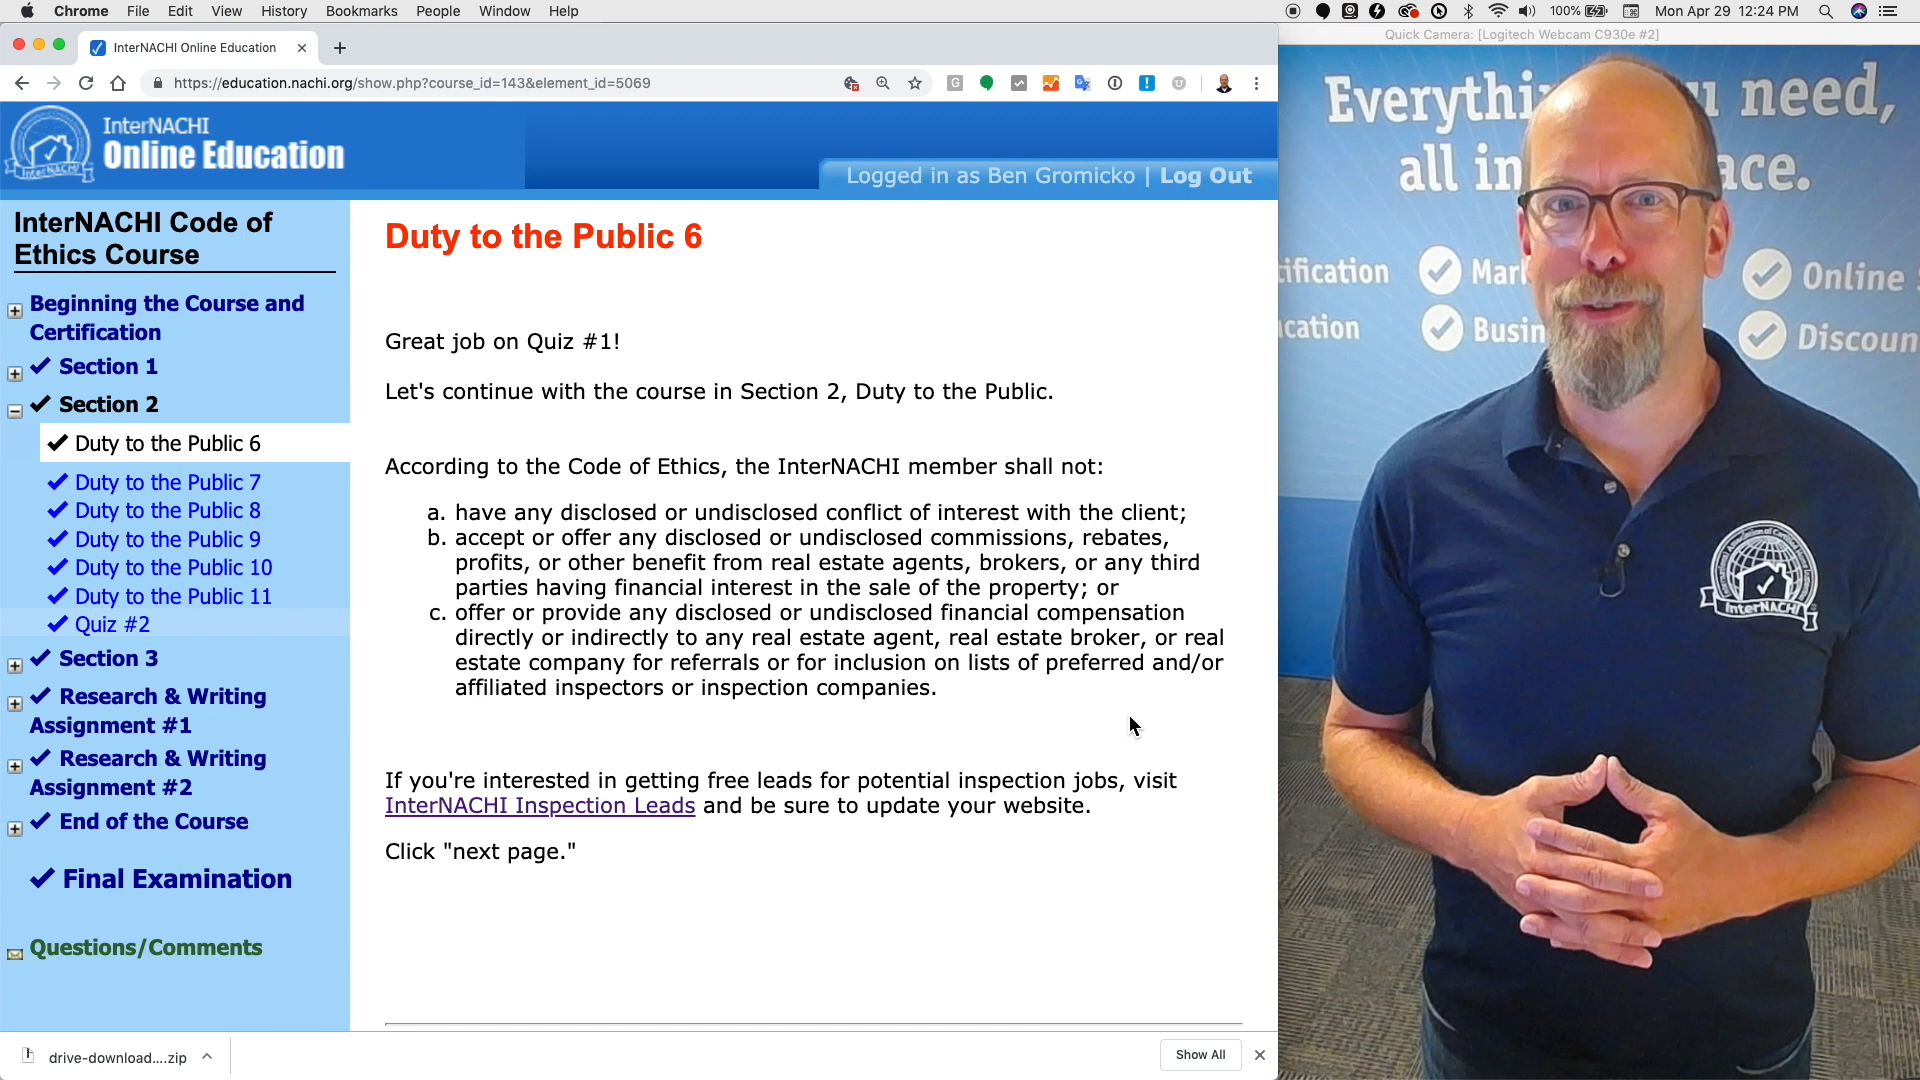 Chrome File Edit View History Bookmarks People Window Help
100% Mon Apr 29 12:24 PM
InterNACHI Online Education
Quick Camera: [Logitech Webcam C930e #2]
https://education.nachi.org/show.php?course_id=143&element_id=5069
InterNACHI
Online Education
Logged in as Ben Gromicko | Log Out
InterNACHI Code of
Ethics Course
Beginning the Course and
Certification
Section 1
Section 2
Duty to the Public 6
Duty to the Public 7
Duty to the Public 8
Duty to the Public 9
Duty to the Public 10
Duty to the Public 11
Quiz #2
Section 3
Research & Writing
Assignment #1
Research & Writing
Assignment #2
End of the Course
Final Examination
Questions/Comments
Duty to the Public 6
Great job on Quiz #1!
Let's continue with the course in Section 2, Duty to the Public.
According to the Code of Ethics, the InterNACHI member shall not:
a. have any disclosed or undisclosed conflict of interest with the client;
b. accept or offer any disclosed or undisclosed commissions, rebates,
profits, or other benefit from real estate agents, brokers, or any third
parties having financial interest in the sale of the property; or
c. offer or provide any disclosed or undisclosed financial compensation
directly or indirectly to any real estate agent, real estate broker, or real
estate company for referrals or for inclusion on lists of preferred and/or
affiliated inspectors or inspection companies.
If you're interested in getting free leads for potential inspection jobs, visit
InterNACHI Inspection Leads and be sure to update your website.
Click "next page."
drive-download....zip
Show All
Everythi u need,
all in ace.
ification Mark Online S
ication Busin Discoun
InterNACHI